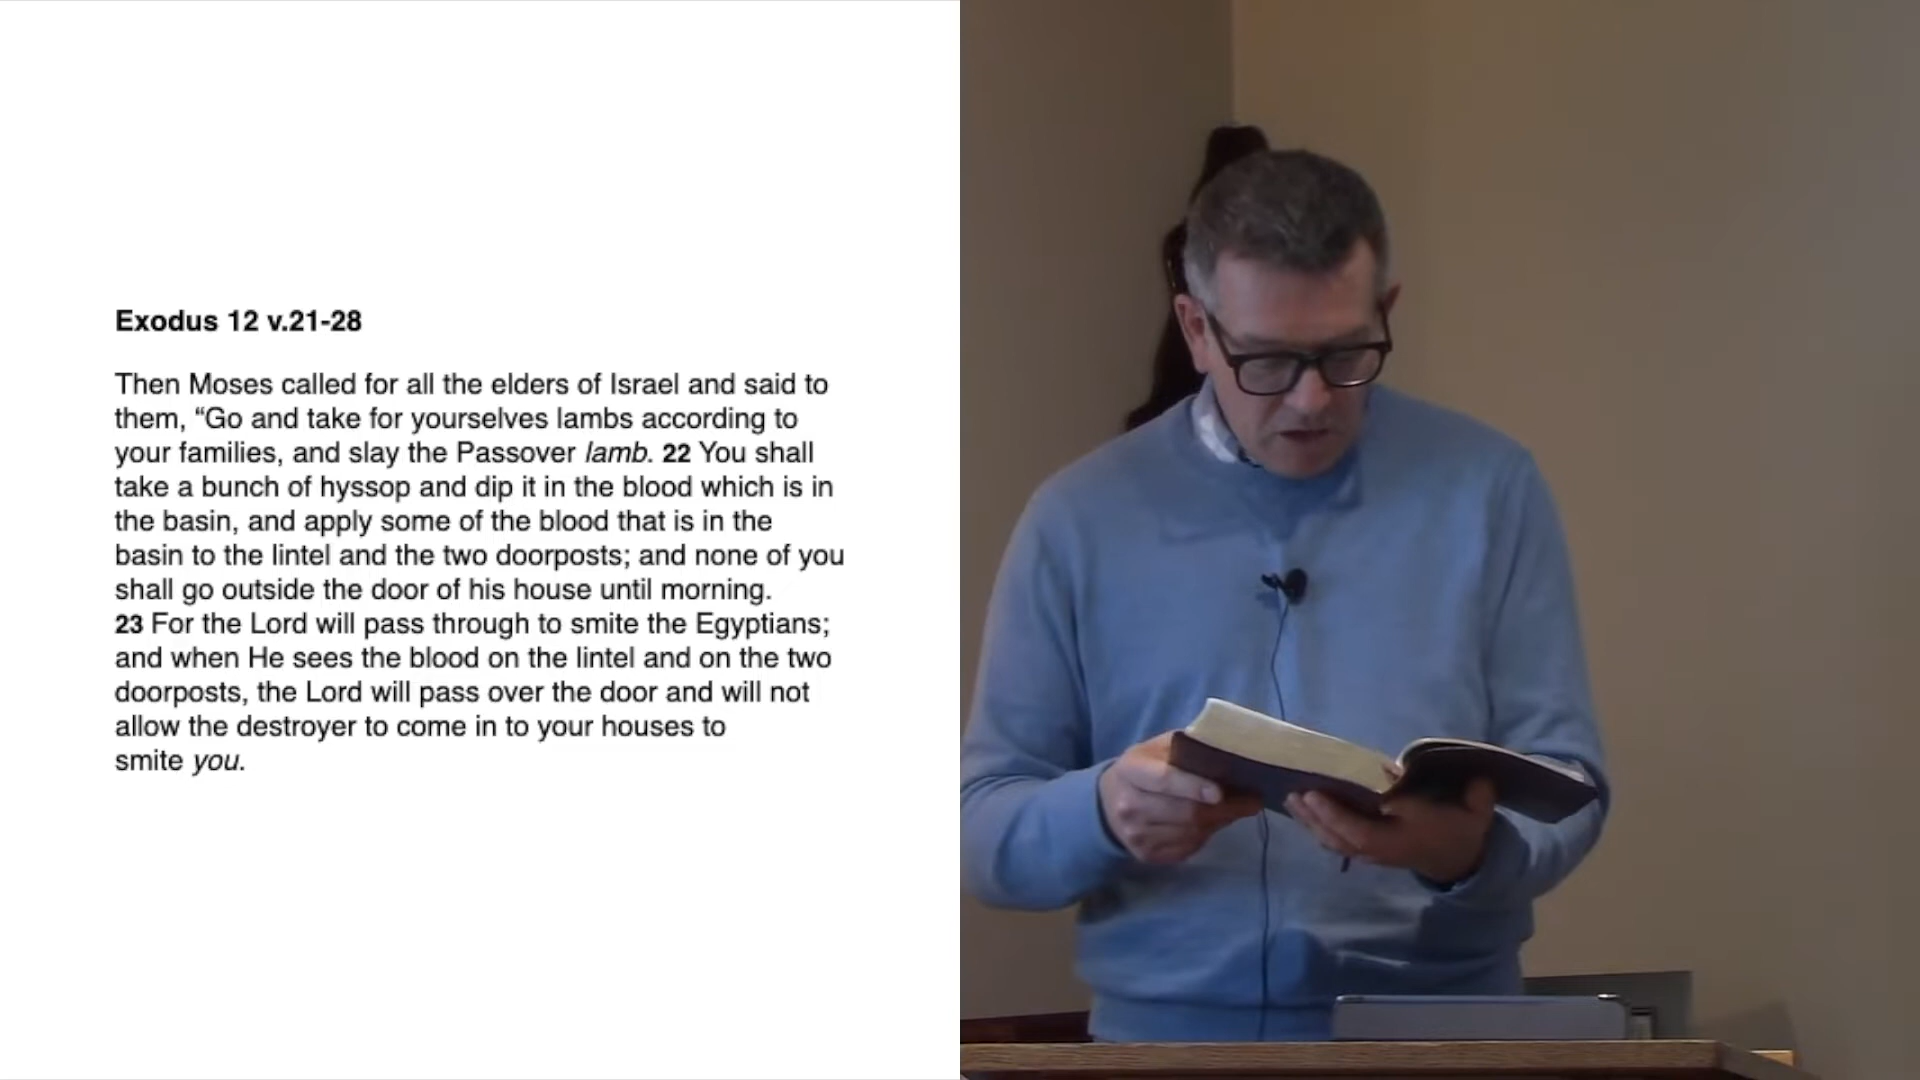 Exodus 12 v.21-28
Then Moses called for all the elders of Israel and said to
them, “Go and take for yourselves lambs according to
your families, and slay the Passover lamb. 22 You shall
take a bunch of hyssop and dip it in the blood which is in
the basin, and apply some of the blood that is in the
basin to the lintel and the two doorposts; and none of you
shall go outside the door of his house until morning.
23 For the Lord will pass through to smite the Egyptians;
and when He sees the blood on the lintel and on the two
doorposts, the Lord will pass over the door and will not
allow the destroyer to come in to your houses to
smite you.